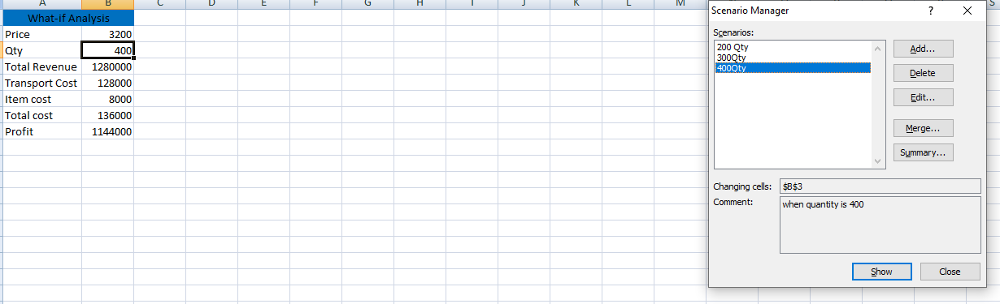 A B C D E F G H I J K L M S
What-if Analysis
Price 3200
Qty 400
Total Revenue 1280000
Transport Cost 128000
Item cost 8000
Total cost 136000
Profit 1144000
Scenario Manager ?
Scenarios:
200 Qty
300Qty
400Qty
Add...
Delete
Edit...
Merge...
Summary...
Changing cells: $B$3
Comment: when quantity is 400
Show Close